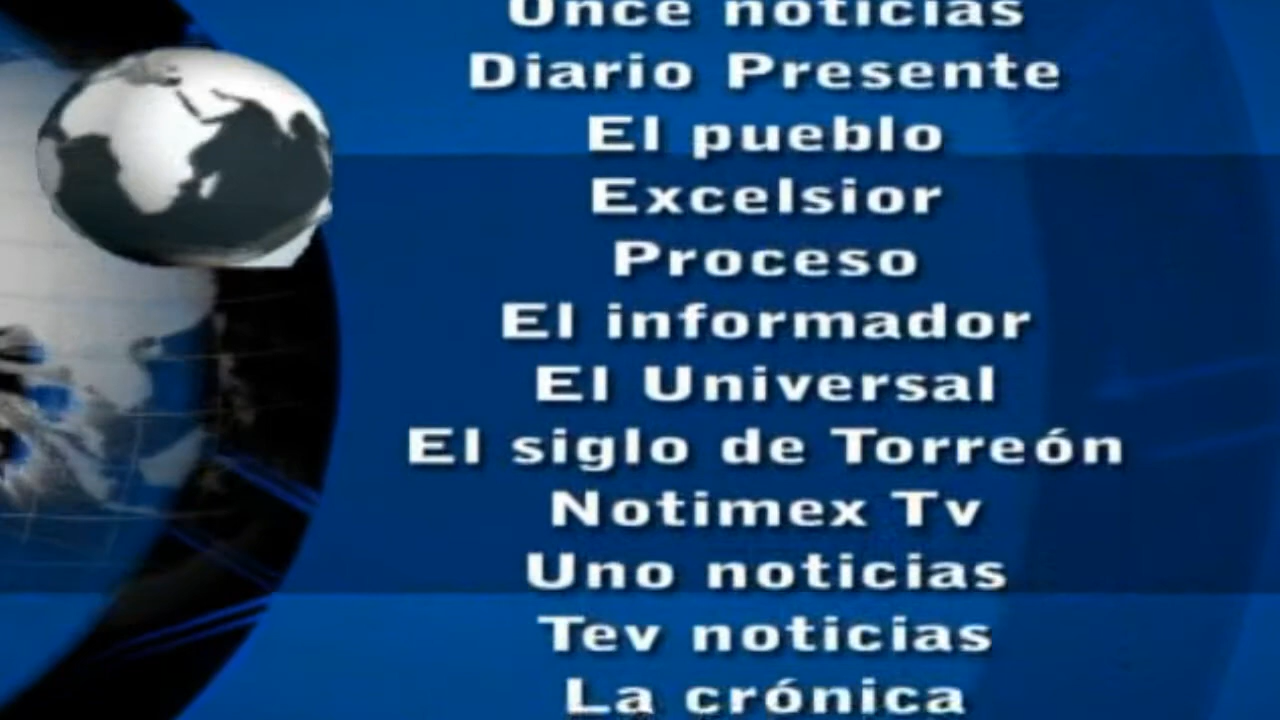 Once noticias
Diario Presente
El pueblo
Excelsior
Proceso
El informador
El Universal
El siglo de Torreón
Notimex Tv
Uno noticias
Tev noticias
La crónica